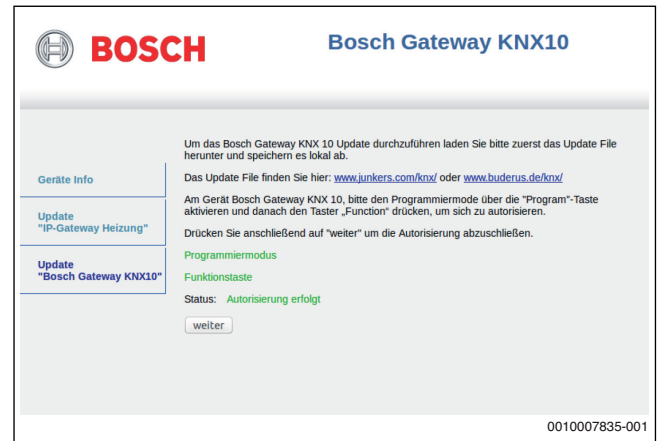 BOSCH
Bosch Gateway KNX10
Um das Bosch Gateway KNX 10 Update durchzuführen laden Sie bitte zuerst das Update File
herunter und speichern es lokal ab.
Geräte Info
Das Update File finden Sie hier: www.junkers.com/knx/ oder www.buderus.de/knx/
Am Gerät Bosch Gateway KNX 10, bitte den Programmiermode über die "Program"-Taste
aktivieren und danach den Taster „Function" drücken, um sich zu autorisieren.
Update
"IP-Gateway Heizung"
Drücken Sie anschließend auf "weiter" um die Autorisierung abzuschließen.
Update
"Bosch Gateway KNX10"
Programmiermodus
Funktionstaste
Status: Autorisierung erfolgt
weiter
0010007835-001